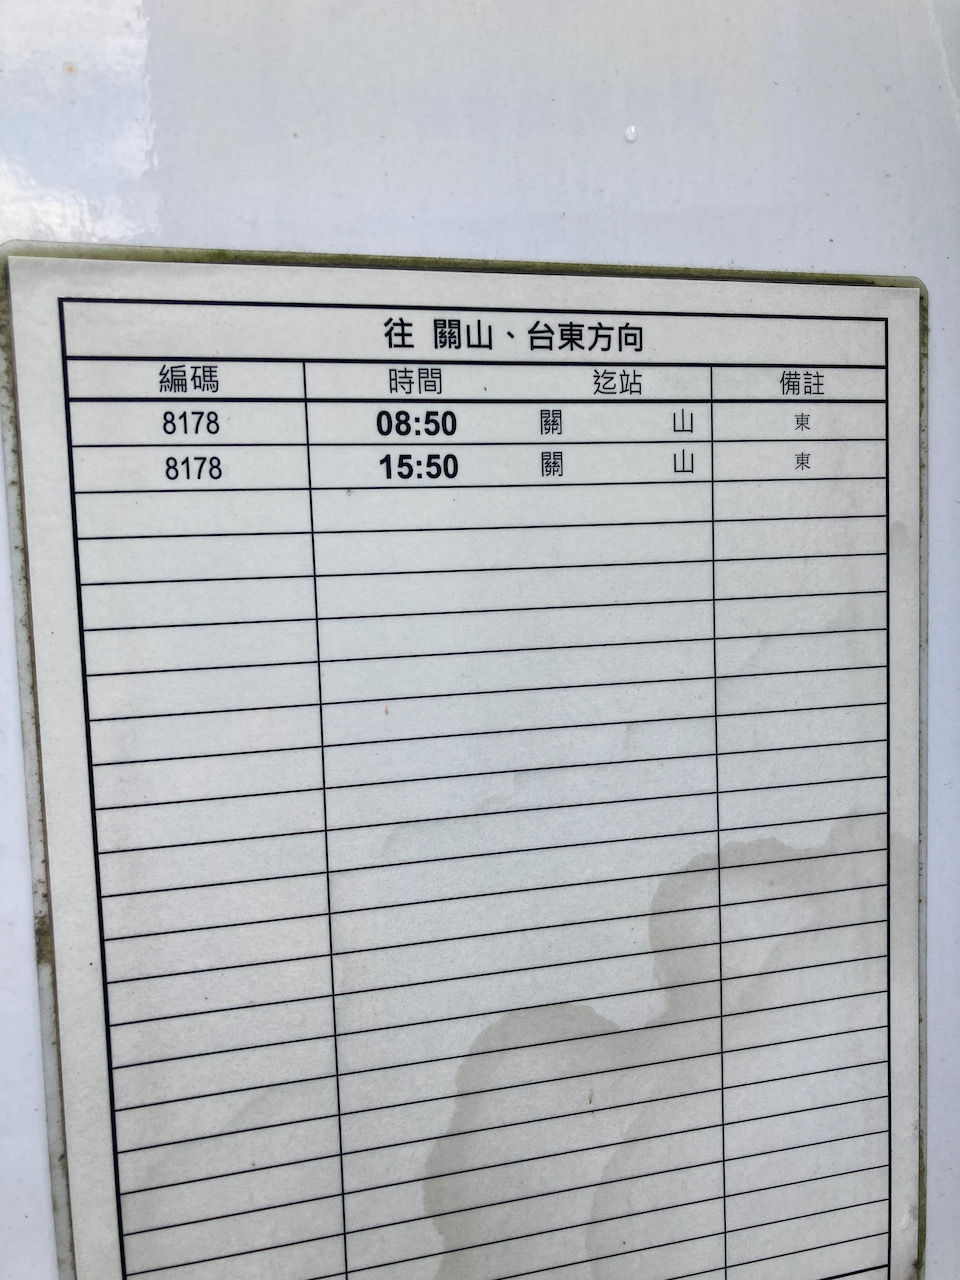 往 關山、台東方向
編碼 時間 迄站 備註
8178 08:50 關 山 東
8178 15:50 關 山 東